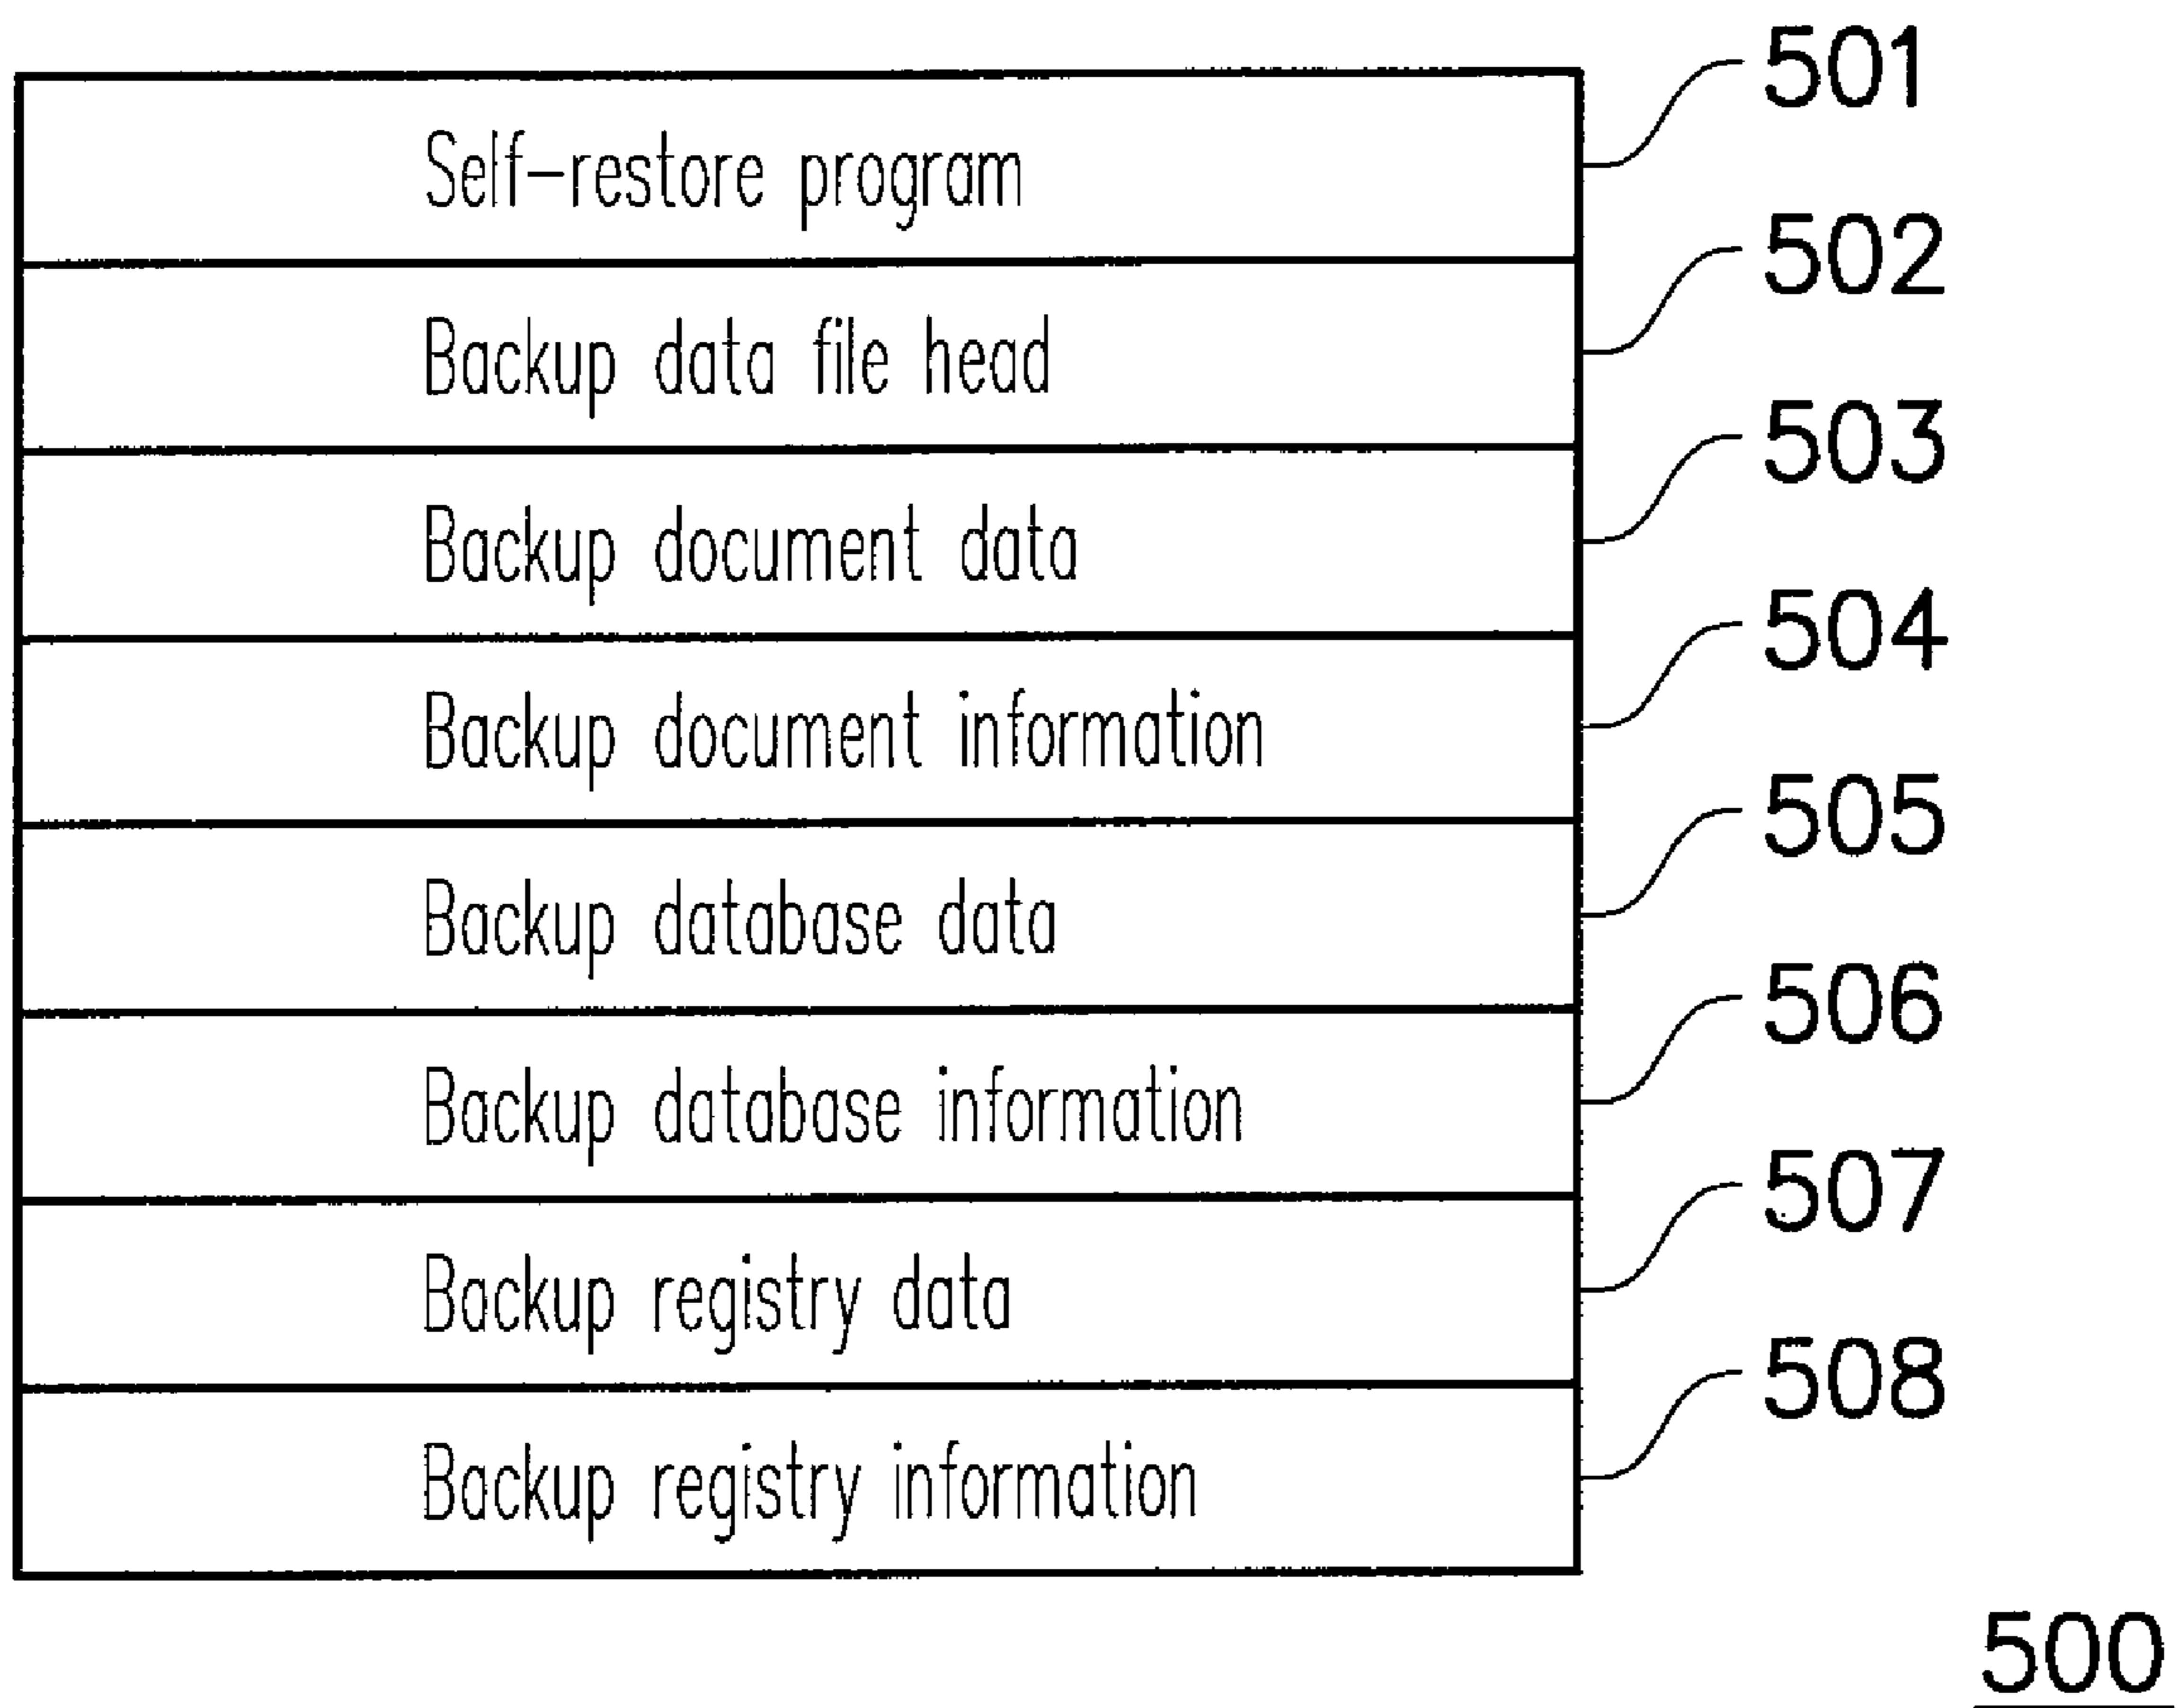 Self-restore program 501
Backup data file head 502
Backup document data 503
Backup document information 504
Backup database data 505
Backup database information 506
Backup registry data 507
Backup registry information 508
500